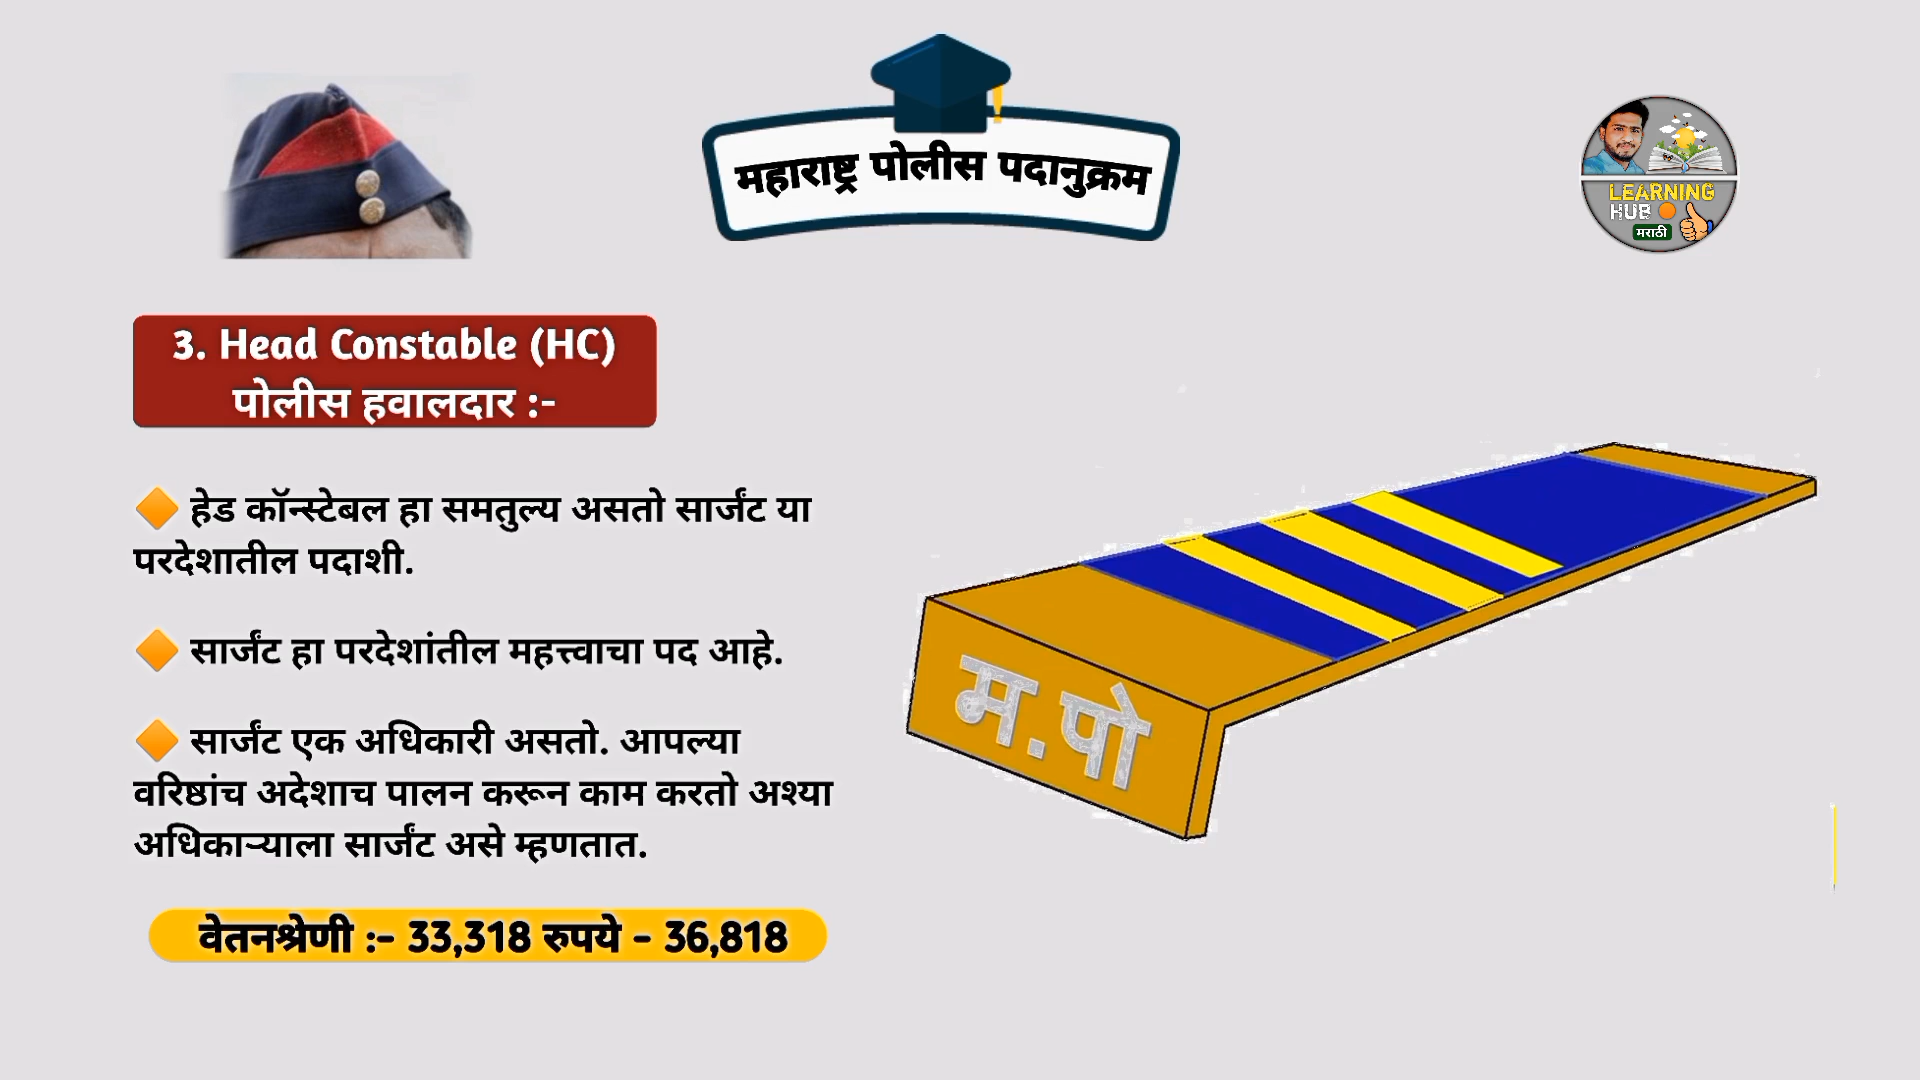 महाराष्ट्र पोलीस पदानुक्रम
LEARNING
HUB
मराठी
3. Head Constable (HC)
पोलीस हवालदार :-
🔶 हेड कॉन्स्टेबल हा समतुल्य असतो सार्जंट या
परदेशातील पदाशी.
🔶 सार्जंट हा परदेशांतील महत्त्वाचा पद आहे.
🔶 सार्जंट एक अधिकारी असतो. आपल्या
वरिष्ठांच अदेशाच पालन करून काम करतो अश्या
अधिकाऱ्याला सार्जंट असे म्हणतात.
वेतनश्रेणी :- 33,318 रुपये - 36,818
म.पो